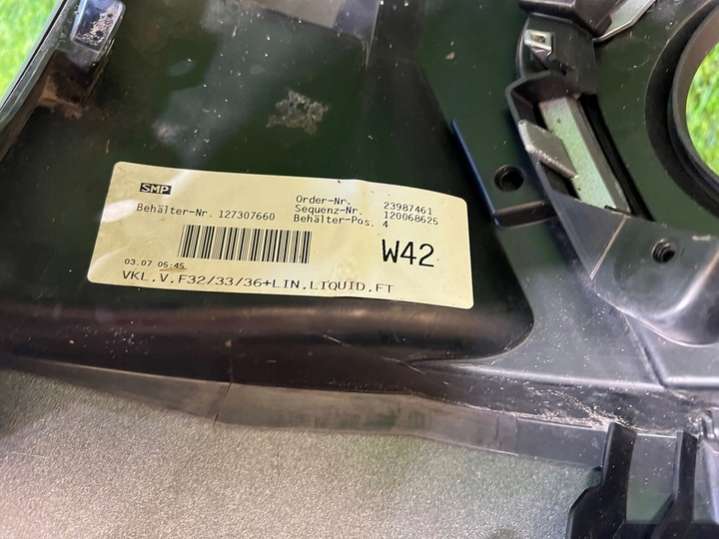 SMP
Order-Nr. 23987461
Behälter-Nr. 127307660 Sequenz-Nr. 120068625
Behälter-Pos. 4
W42
03.07 05:45
VKL.V.F32/33/36+LIN.LIQUID.FT